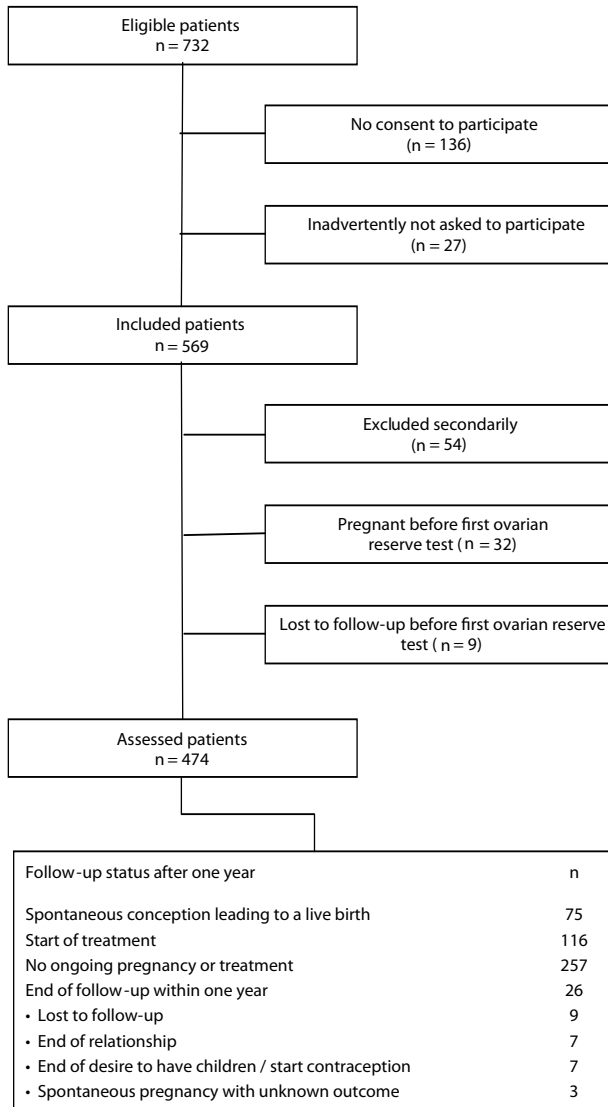 Eligible patients
n = 732
No consent to participate
(n = 136)
Inadvertently not asked to participate
(n = 27)
Included patients
n = 569
Excluded secondarily
(n = 54)
Pregnant before first ovarian
reserve test (n = 32)
Lost to follow-up before first ovarian reserve
test ( n = 9)
Assessed patients
n = 474
Follow-up status after one year n
Spontaneous conception leading to a live birth 75
Start of treatment 116
No ongoing pregnancy or treatment 257
End of follow-up within one year 26
• Lost to follow-up 9
• End of relationship 7
• End of desire to have children / start contraception 7
• Spontaneous pregnancy with unknown outcome 3